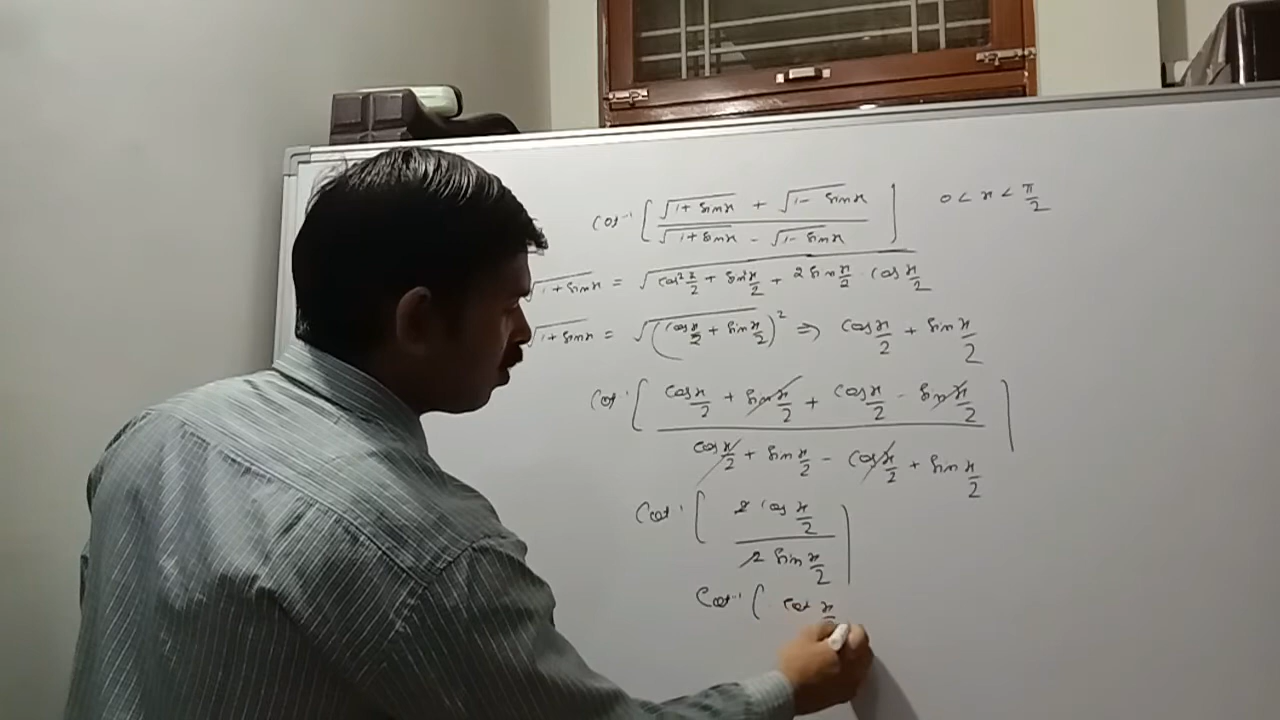 cot⁻¹ [ (√(1+sinx) + √(1-sinx)) / (√(1+sinx) - √(1-sinx)) ] 0 < x < π/2
√(1+sinx) = √(cos²x/2 + sin²x/2 + 2 sin x/2 · cos x/2)
√(1+sinx) = √((cos x/2 + sin x/2)²) ⇒ cos x/2 + sin x/2
cot⁻¹ [ (cos x/2 + sin x/2 + cos x/2 - sin x/2) / (cos x/2 + sin x/2 - cos x/2 + sin x/2) ]
cot⁻¹ [ (2 cos x/2) / (2 sin x/2) ]
cot⁻¹ ( cot x